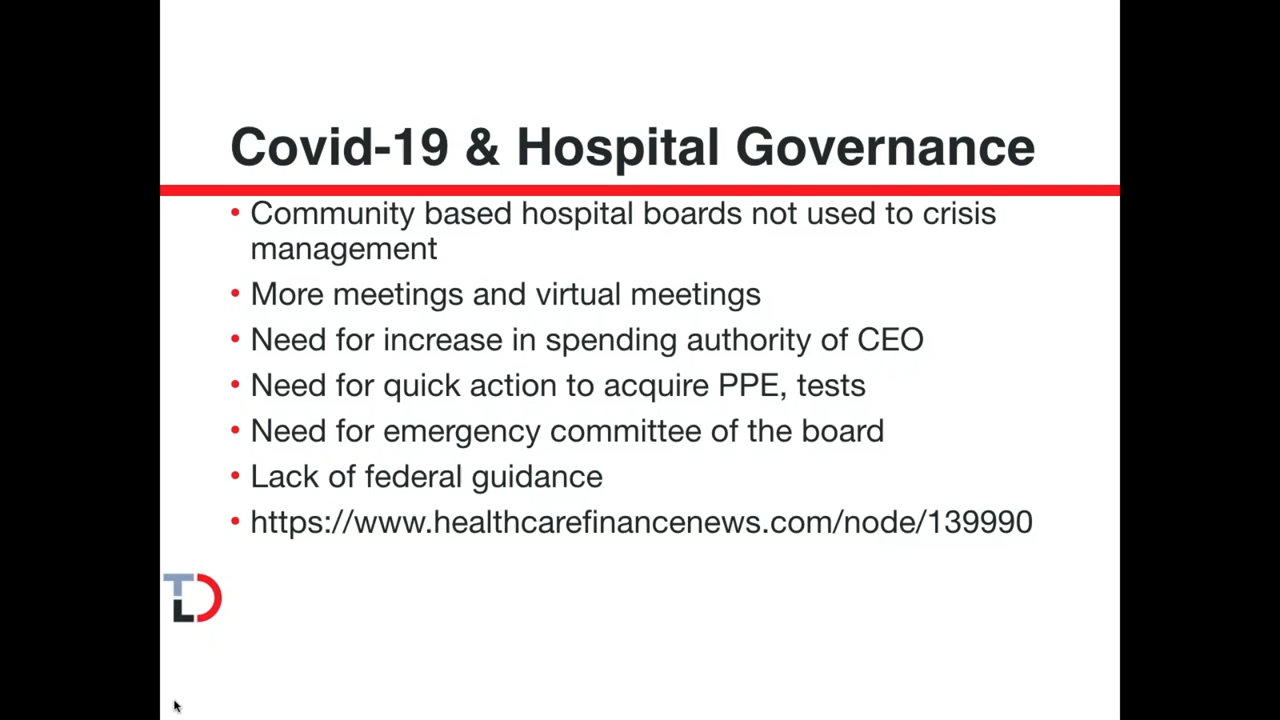 Covid-19 & Hospital Governance
• Community based hospital boards not used to crisis
management
• More meetings and virtual meetings
• Need for increase in spending authority of CEO
• Need for quick action to acquire PPE, tests
• Need for emergency committee of the board
• Lack of federal guidance
• https://www.healthcarefinancenews.com/node/139990
TLD